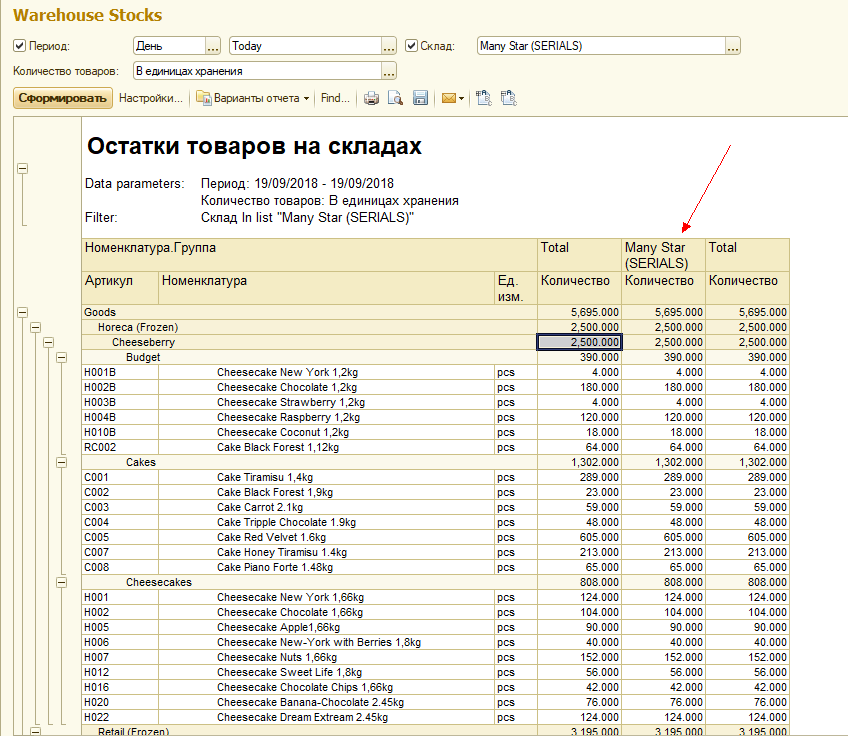 Warehouse Stocks
Период: День ... Today ... Склад: Many Star (SERIALS) ...
Количество товаров: В единицах хранения ...
Сформировать Настройки... Варианты отчета Find...
Остатки товаров на складах
Data parameters: Период: 19/09/2018 - 19/09/2018
Количество товаров: В единицах хранения
Filter: Склад In list "Many Star (SERIALS)"
Номенклатура.Группа Total Many Star (SERIALS) Total
Артикул Номенклатура Ед. изм. Количество Количество Количество
Goods 5,695.000 5,695.000 5,695.000
Horeca (Frozen) 2,500.000 2,500.000 2,500.000
Cheeseberry 2,500.000 2,500.000 2,500.000
Budget 390.000 390.000 390.000
H001B Cheesecake New York 1,2kg pcs 4.000 4.000 4.000
H002B Cheesecake Chocolate 1,2kg pcs 180.000 180.000 180.000
H003B Cheesecake Strawberry 1,2kg pcs 4.000 4.000 4.000
H004B Cheesecake Raspberry 1,2kg pcs 120.000 120.000 120.000
H010B Cheesecake Coconut 1,2kg pcs 18.000 18.000 18.000
RC002 Cake Black Forest 1,12kg pcs 64.000 64.000 64.000
Cakes 1,302.000 1,302.000 1,302.000
C001 Cake Tiramisu 1,4kg pcs 289.000 289.000 289.000
C002 Cake Black Forest 1,9kg pcs 23.000 23.000 23.000
C003 Cake Carrot 2.1kg pcs 59.000 59.000 59.000
C004 Cake Tripple Chocolate 1.9kg pcs 48.000 48.000 48.000
C005 Cake Red Velvet 1.6kg pcs 605.000 605.000 605.000
C007 Cake Honey Tiramisu 1.4kg pcs 213.000 213.000 213.000
C008 Cake Piano Forte 1.48kg pcs 65.000 65.000 65.000
Cheesecakes 808.000 808.000 808.000
H001 Cheesecake New York 1,66kg pcs 124.000 124.000 124.000
H002 Cheesecake Chocolate 1,66kg pcs 104.000 104.000 104.000
H005 Cheesecake Apple1,66kg pcs 90.000 90.000 90.000
H006 Cheesecake New-York with Berries 1,8kg pcs 40.000 40.000 40.000
H007 Cheesecake Nuts 1,66kg pcs 152.000 152.000 152.000
H012 Cheesecake Sweet Life 1,8kg pcs 56.000 56.000 56.000
H016 Cheesecake Chocolate Chips 1,66kg pcs 42.000 42.000 42.000
H020 Cheesecake Banana-Chocolate 2.45kg pcs 76.000 76.000 76.000
H022 Cheesecake Dream Extream 2.45kg pcs 124.000 124.000 124.000
Retail (Frozen) 3,195.000 3,195.000 3,195.000